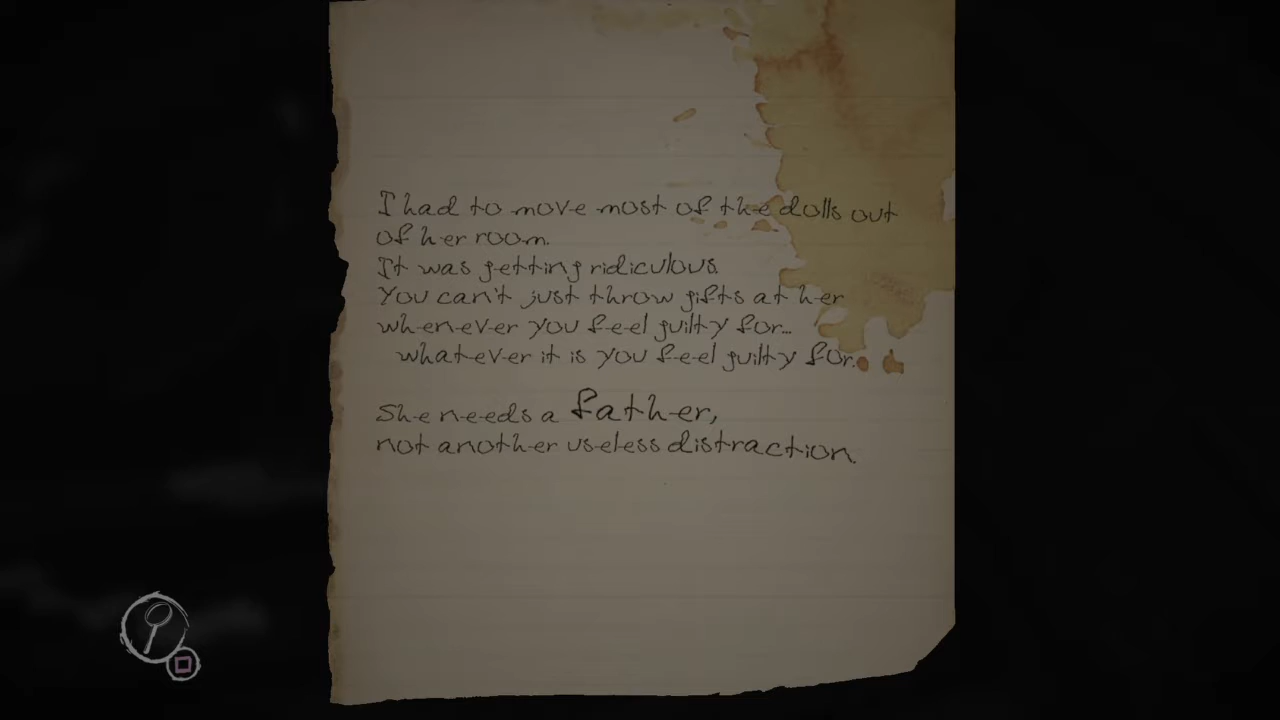 I had to move most of the dolls out
of her room.
It was getting ridiculous.
You can't just throw gifts at her
whenever you feel guilty for...
whatever it is you feel guilty for.
She needs a father,
not another useless distraction.